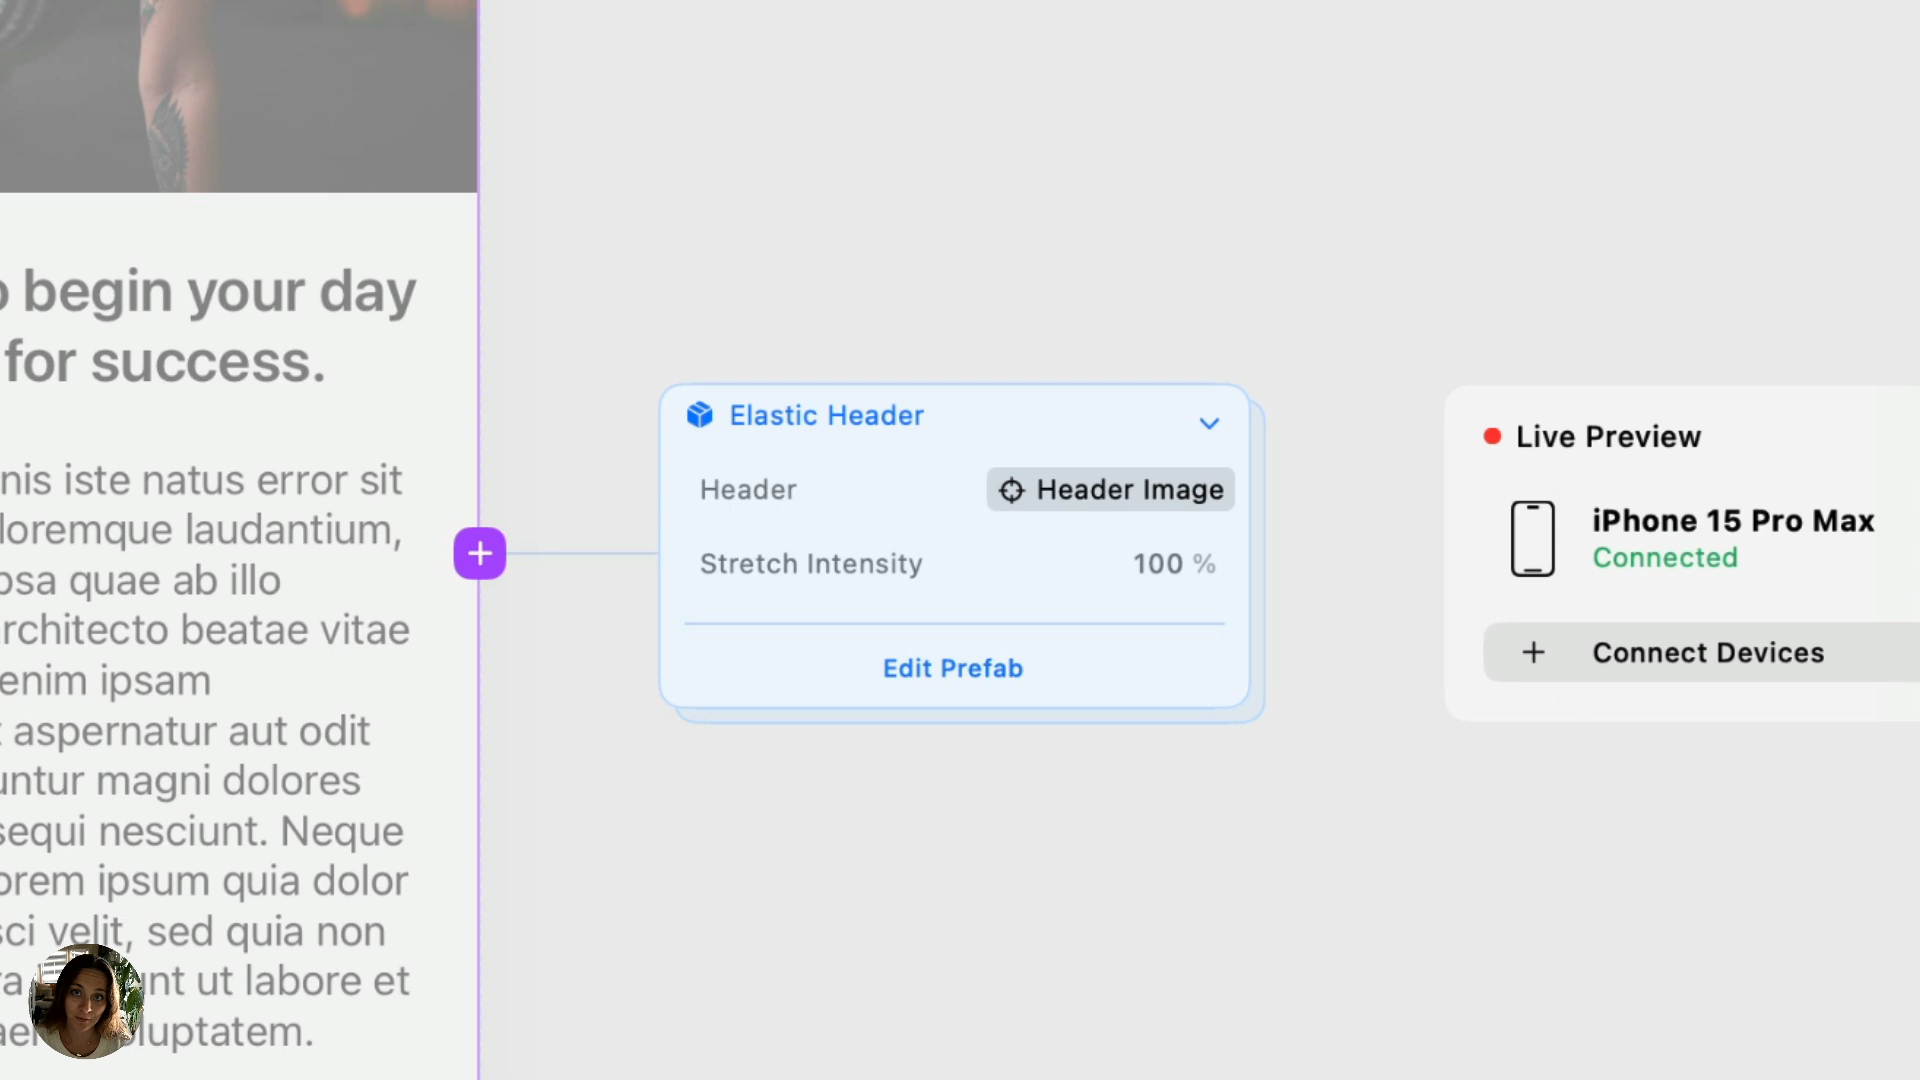 begin your day
for success.
nis iste natus error sit
loremque laudantium,
psa quae ab illo
rchitecto beatae vitae
enim ipsam
t aspernatur aut odit
untur magni dolores
sequi nesciunt. Neque
orem ipsum quia dolor
sci velit, sed quia non
ra nt ut labore et
ae luptatem.
Elastic Header
Header Header Image
Stretch Intensity 100 %
Edit Prefab
Live Preview
iPhone 15 Pro Max
Connected
+ Connect Devices